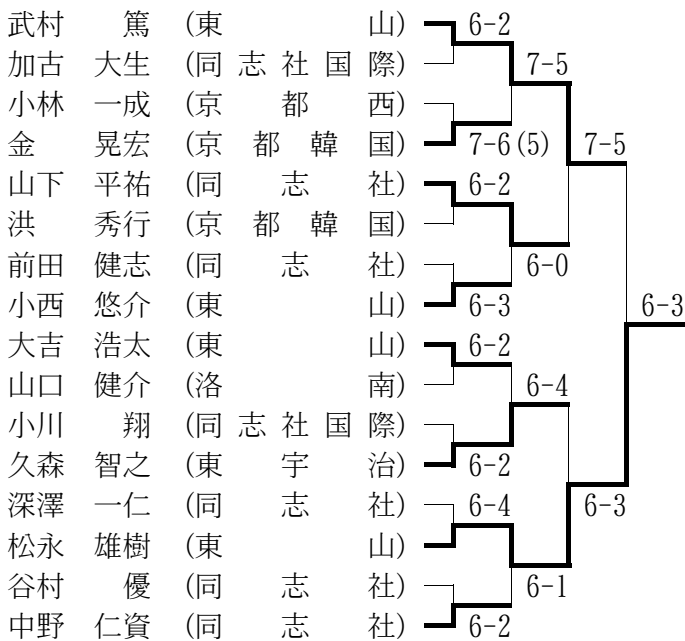 武村 篤 (東 山) 6-2
加古 大生 (同志社国際) 7-5
小林 一成 (京都西)
金 晃宏 (京都韓国) 7-6(5) 7-5
山下 平祐 (同志社) 6-2
洪 秀行 (京都韓国)
前田 健志 (同志社) 6-0
小西 悠介 (東 山) 6-3 6-3
大吉 浩太 (東 山) 6-2
山口 健介 (洛 南) 6-4
小川 翔 (同志社国際)
久森 智之 (東宇治) 6-2
深澤 一仁 (同志社) 6-4 6-3
松永 雄樹 (東 山)
谷村 優 (同志社) 6-1
中野 仁資 (同志社) 6-2